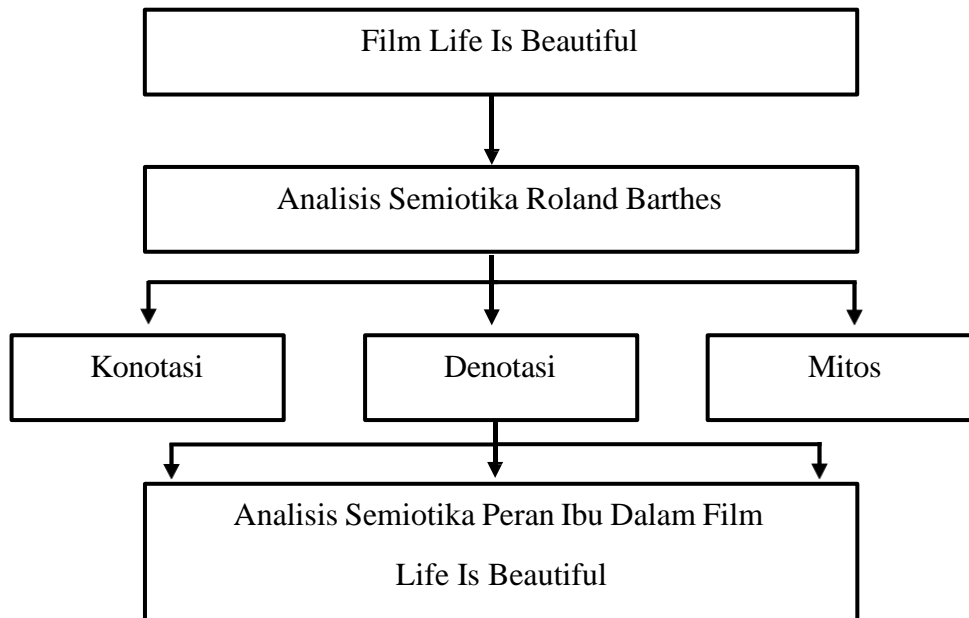 Film Life Is Beautiful
Analisis Semiotika Roland Barthes
Konotasi
Denotasi
Mitos
Analisis Semiotika Peran Ibu Dalam Film
Life Is Beautiful